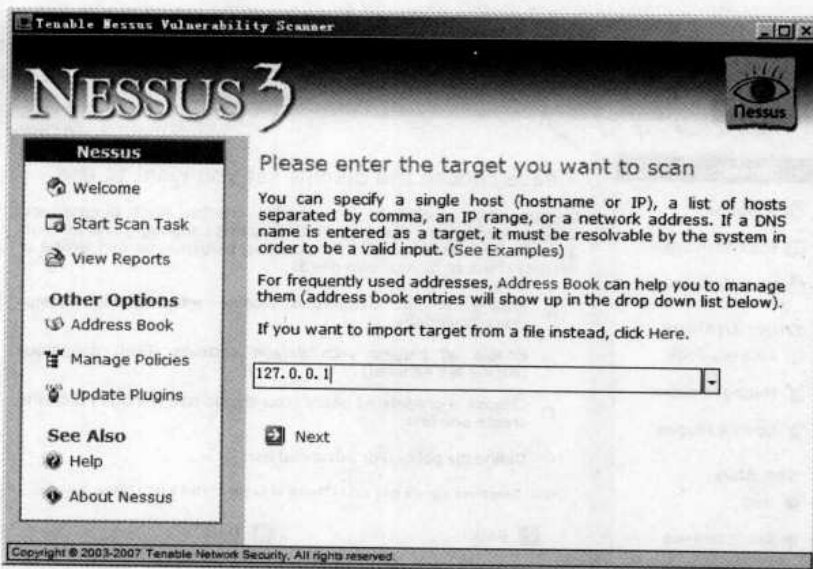 Tenable Nessus Vulnerability Scanner
NESSUS 3
Nessus
Nessus
Welcome
Start Scan Task
View Reports
Other Options
Address Book
Manage Policies
Update Plugins
See Also
Help
About Nessus
Please enter the target you want to scan
You can specify a single host (hostname or IP), a list of hosts
separated by comma, an IP range, or a network address. If a DNS
name is entered as a target, it must be resolvable by the system in
order to be a valid input. (See Examples)
For frequently used addresses, Address Book can help you to manage
them (address book entries will show up in the drop down list below).
If you want to import target from a file instead, click Here.
127.0.0.1
Next
Copyright © 2003-2007 Tenable Network Security, All rights reserved.